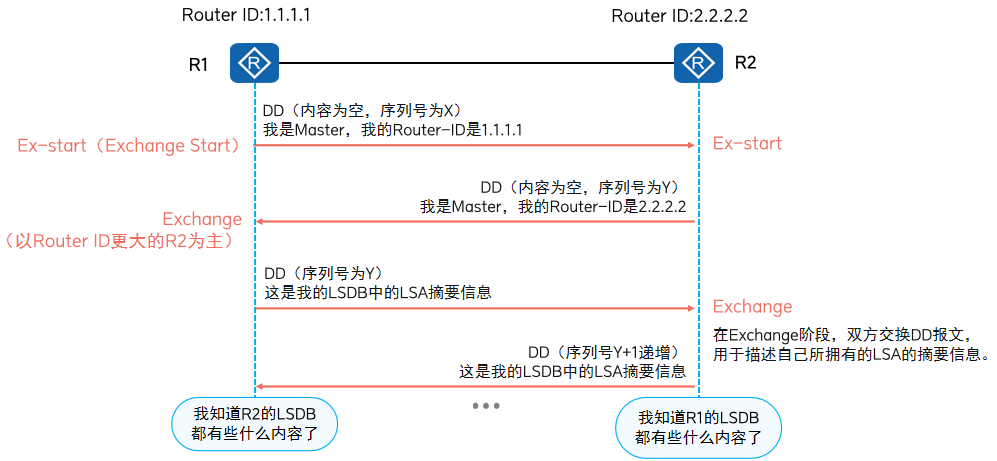 Router ID:1.1.1.1
Router ID:2.2.2.2
R1
R
R
R2
DD（内容为空，序列号为X）
我是Master，我的Router-ID是1.1.1.1
Ex-start（Exchange Start）
Ex-start
DD（内容为空，序列号为Y）
我是Master，我的Router-ID是2.2.2.2
Exchange
（以Router ID更大的R2为主）
DD（序列号为Y）
这是我的LSDB中的LSA摘要信息
Exchange
在Exchange阶段，双方交换DD报文，
用于描述自己所拥有的LSA的摘要信息。
DD（序列号Y+1递增）
这是我的LSDB中的LSA摘要信息
我知道R2的LSDB
都有些什么内容了
我知道R1的LSDB
都有些什么内容了